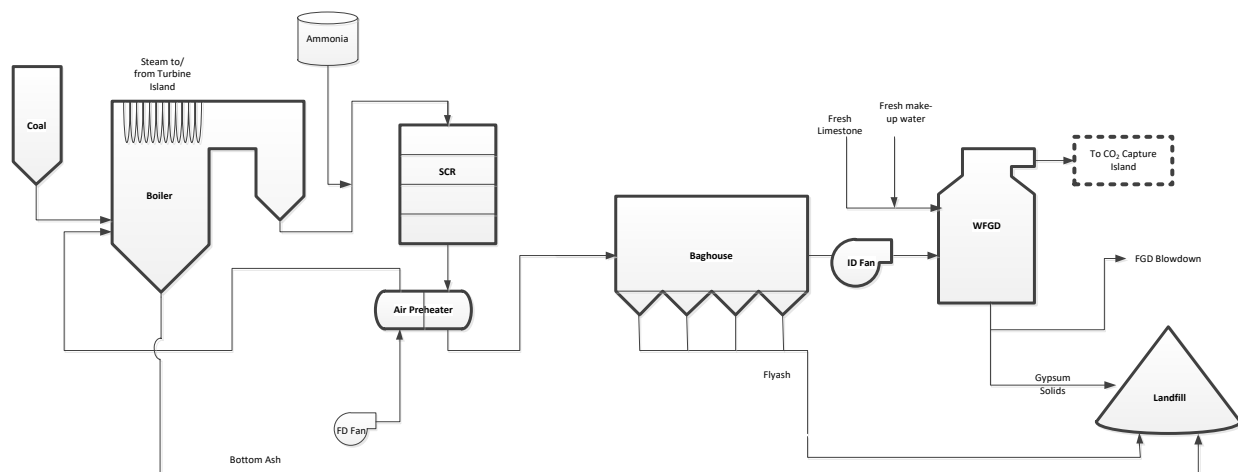 Ammonia
Steam to/
from Turbine
Island
Coal
Boiler
SCR
Air Preheater
FD Fan
Bottom Ash
Baghouse
Flyash
ID Fan
Fresh
Limestone
Fresh make-
up water
WFGD
To CO₂ Capture
Island
FGD Blowdown
Gypsum
Solids
Landfill